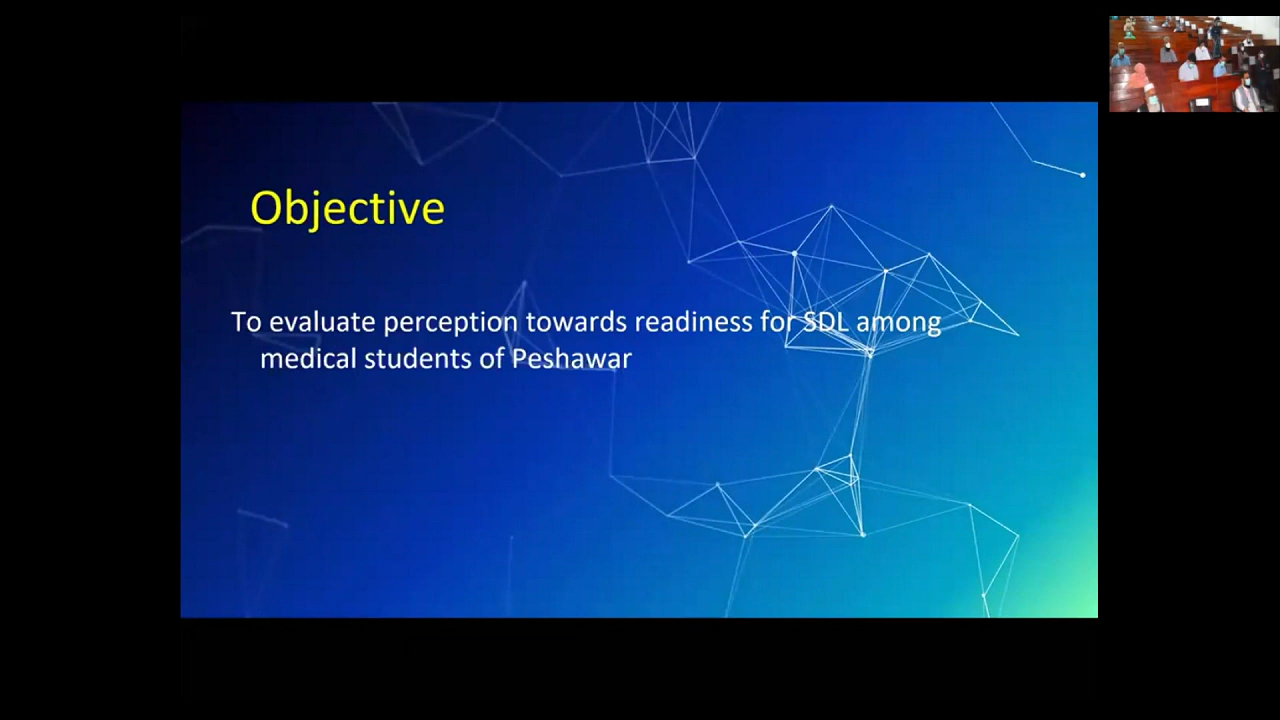 Objective
To evaluate perception towards readiness for SDL among
medical students of Peshawar